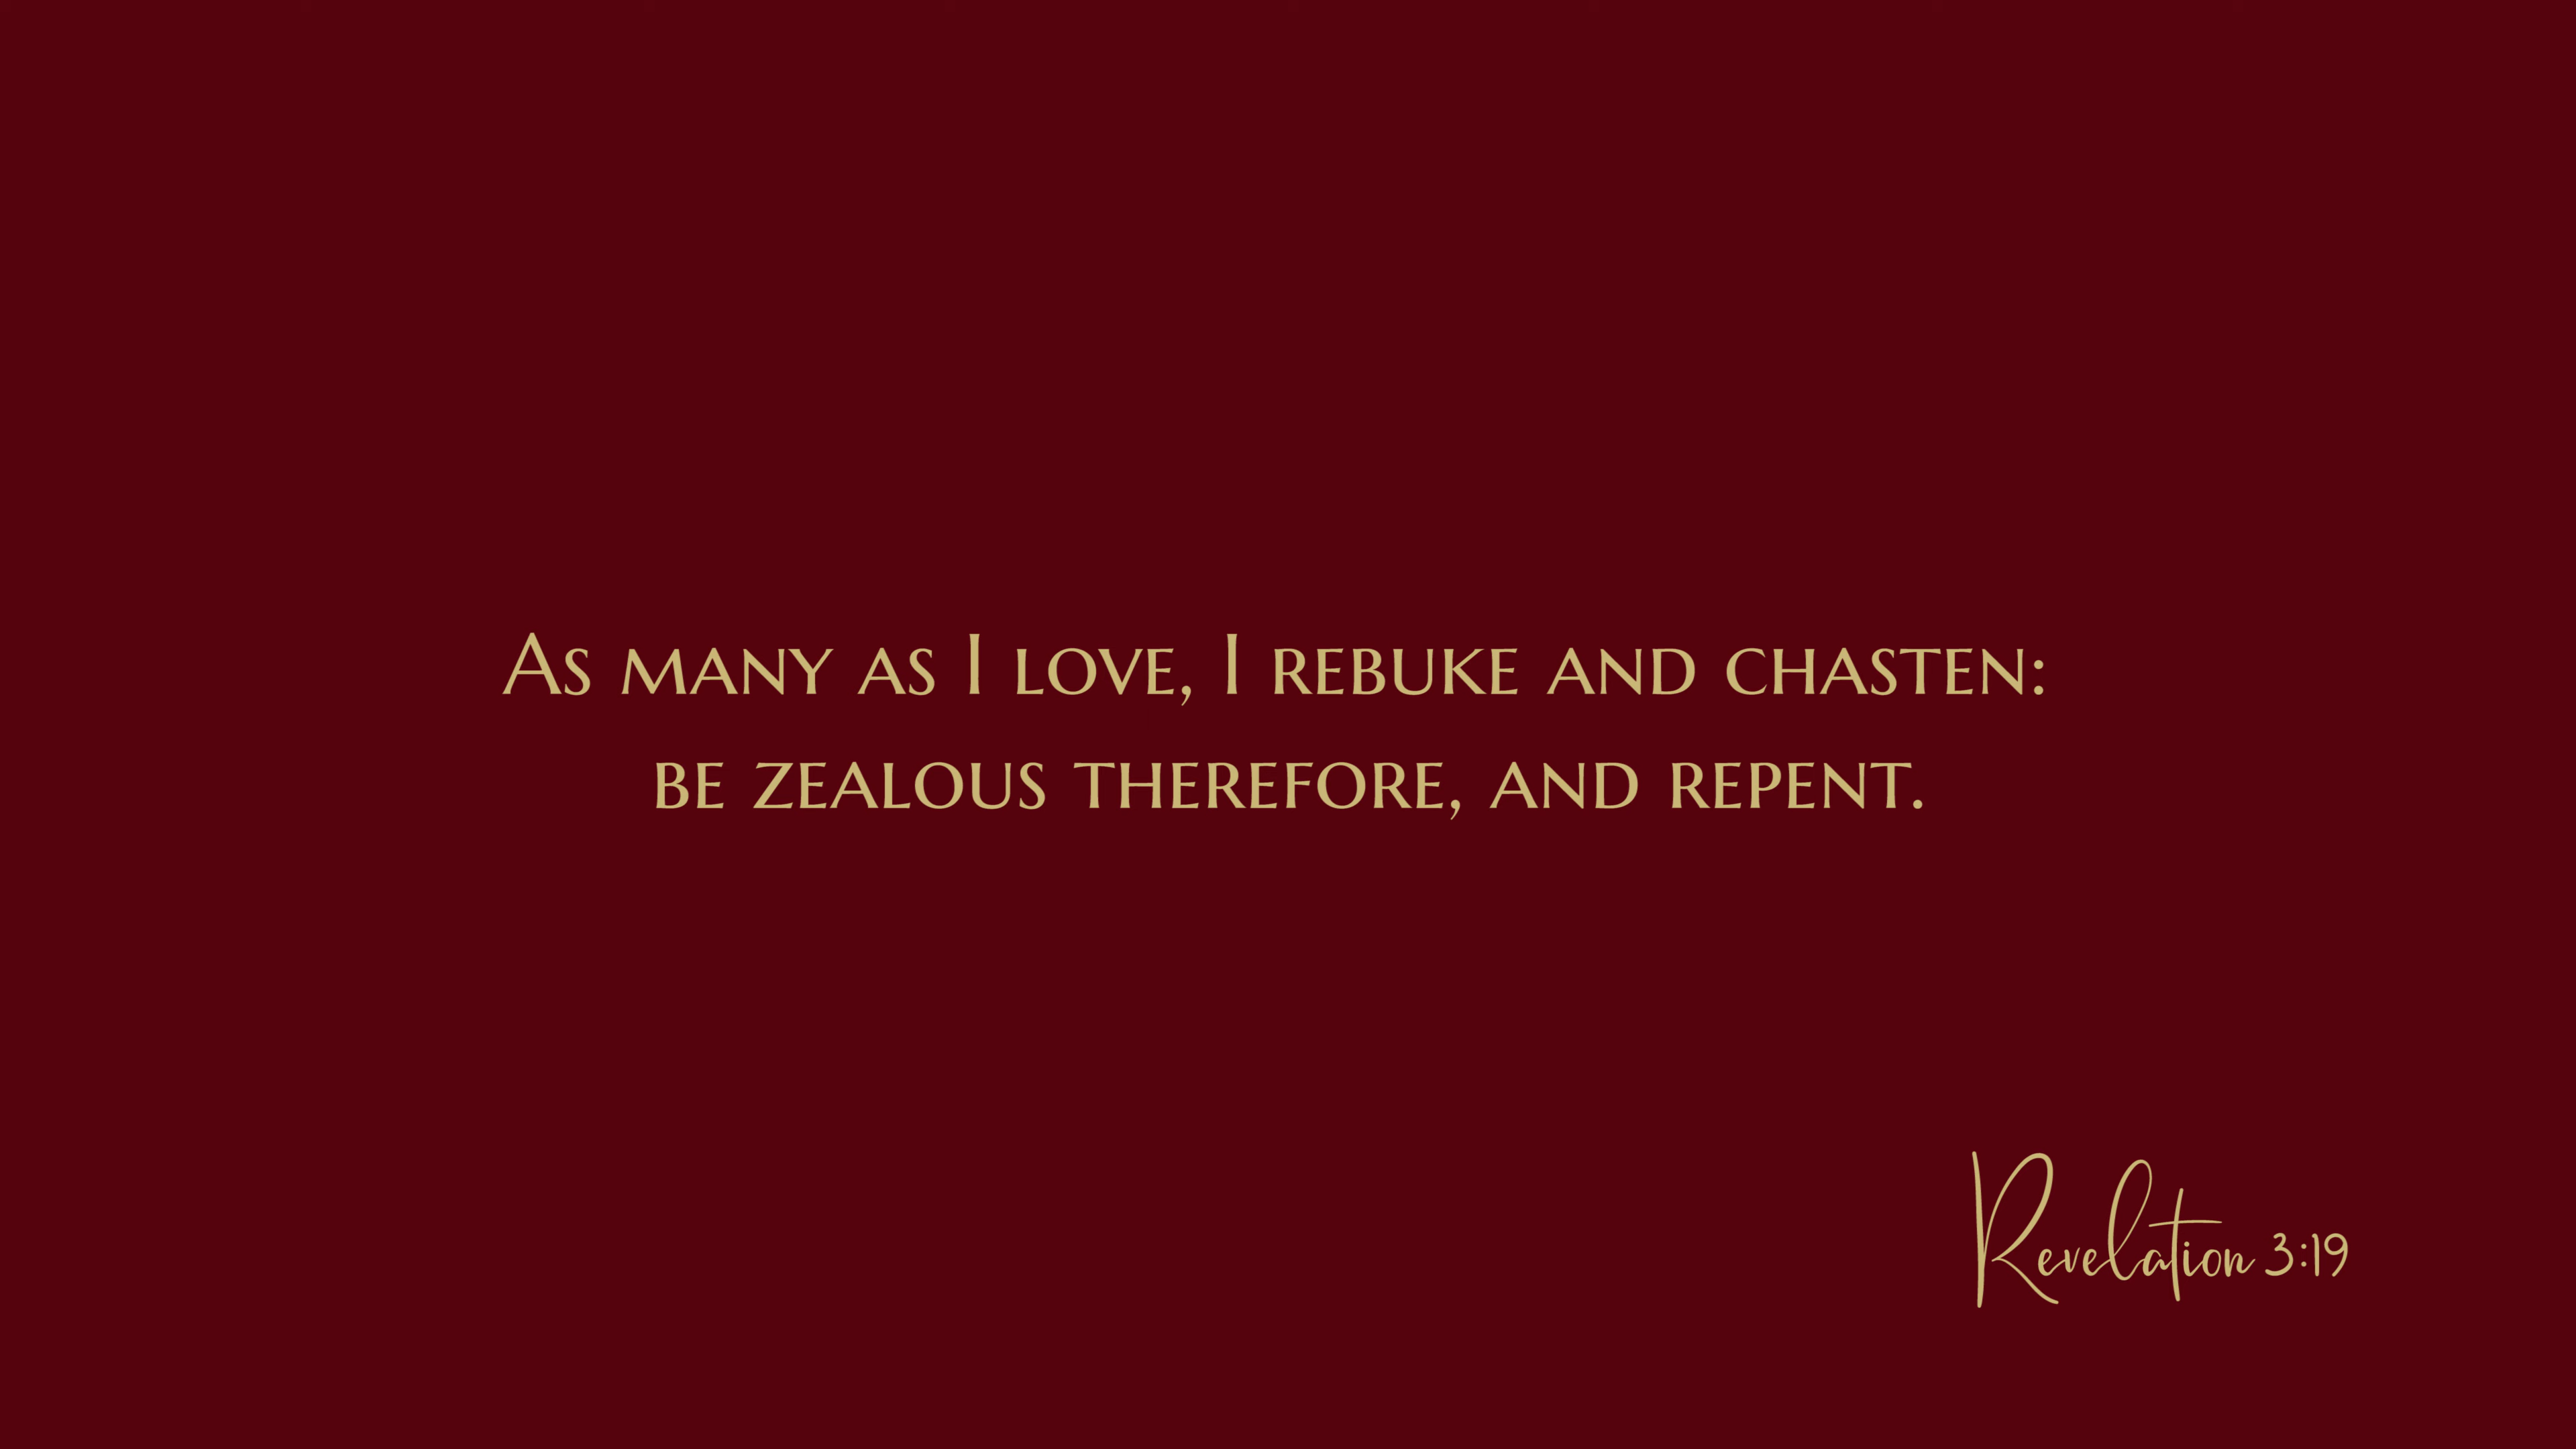 As many as I love, I rebuke and chasten:
be zealous therefore, and repent.
Revelation 3:19